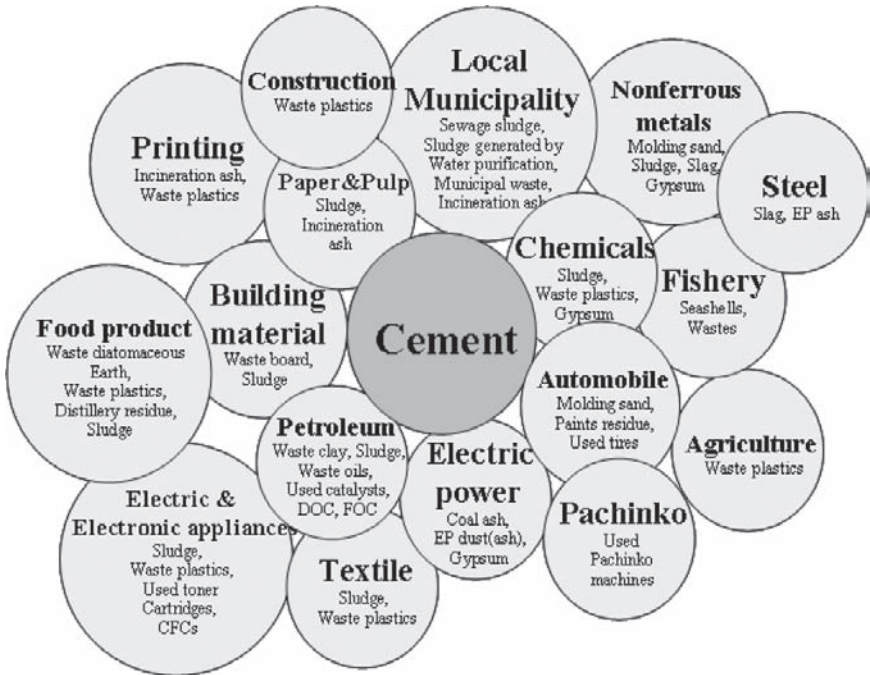 Construction
Waste plastics
Local
Municipality
Sewage sludge,
Sludge generated by
Water purification,
Municipal waste,
Incineration ash
Nonferrous
metals
Molding sand,
Sludge, Slag,
Gypsum
Printing
Incineration ash,
Waste plastics
Paper&Pulp
Sludge,
Incineration
ash
Steel
Slag, EP ash
Chemicals
Sludge,
Waste plastics,
Gypsum
Fishery
Seashells,
Wastes
Building
material
Waste board,
Sludge
Cement
Food product
Waste diatomaceous
Earth,
Waste plastics,
Distillery residue,
Sludge
Automobile
Molding sand,
Paints residue,
Used tires
Petroleum
Waste clay, Sludge,
Waste oils,
Used catalysts,
DOC, FOC
Electric
power
Coal ash,
EP dust(ash),
Gypsum
Agriculture
Waste plastics
Electric &
Electronic appliances
Sludge,
Waste plastics,
Used toner
Cartridges,
CFCs
Textile
Sludge,
Waste plastics
Pachinko
Used
Pachinko
machines